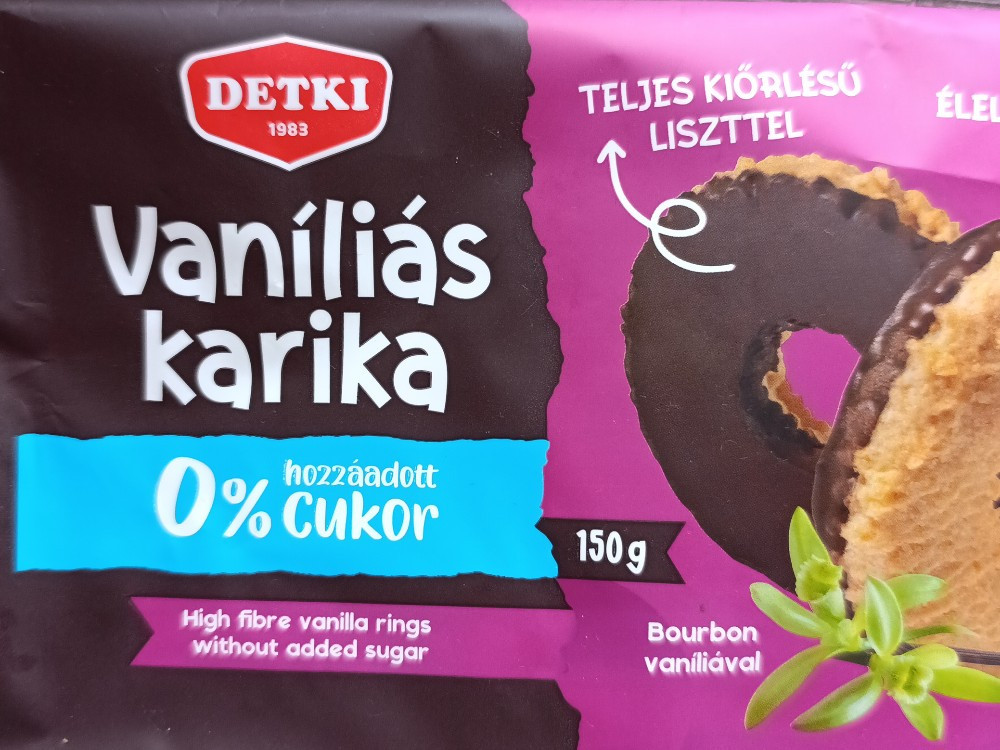 DETKI
1983
Vaníliás
karika
0% hozzáadott
cukor
150g
High fibre vanilla rings
without added sugar
TELJES KIŐRLÉSŰ
LISZTTEL
Bourbon
vaníliával